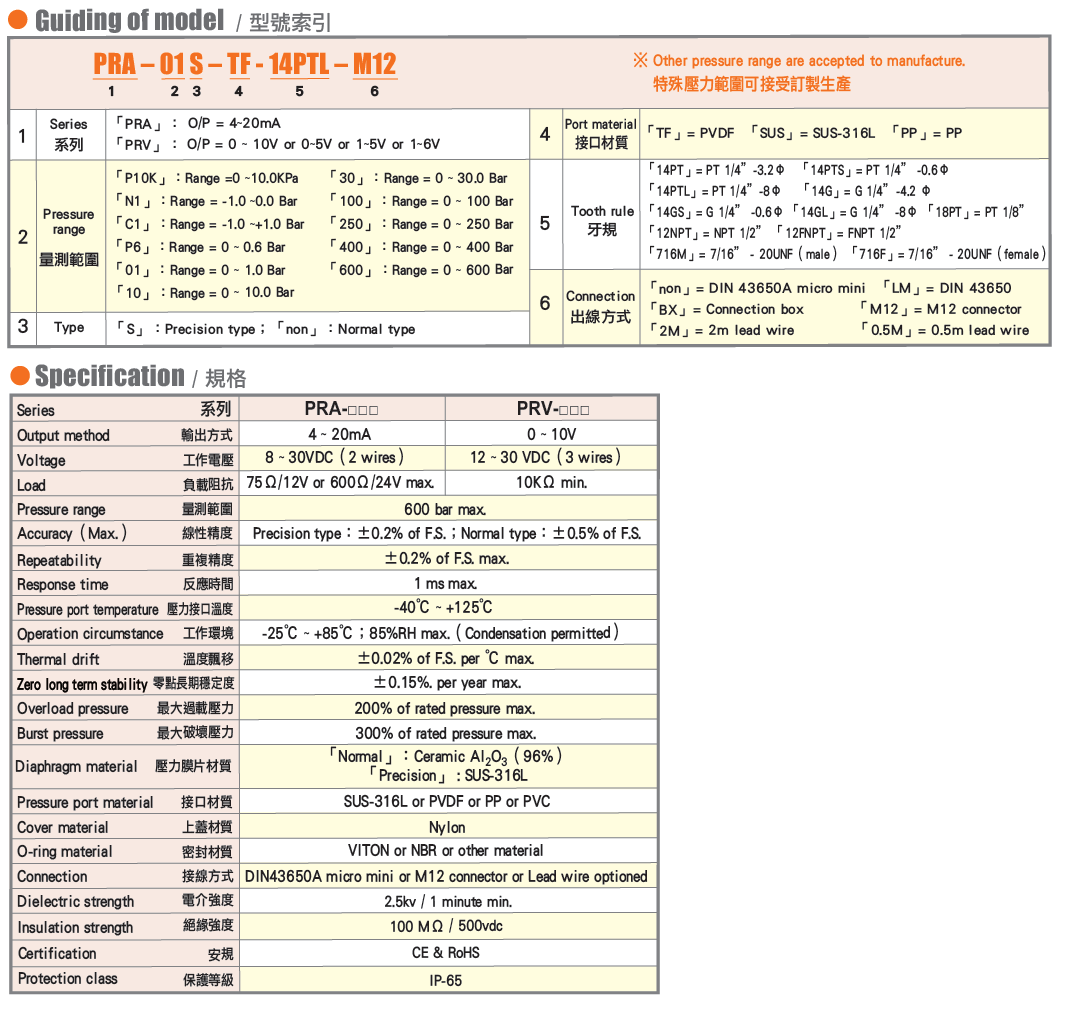 Guiding of model / 型號索引
PRA – 01 S – TF - 14PTL – M12
1 2 3 4 5 6
※ Other pressure range are accepted to manufacture.
特殊壓力範圍可接受訂製生產
1 Series 系列
「PRA」： O/P = 4~20mA
「PRV」： O/P = 0 ~ 10V or 0~5V or 1~5V or 1~6V
2 Pressure range 量測範圍
「P10K」：Range =0 ~10.0KPa 「30」：Range = 0 ~ 30.0 Bar
「N1」：Range = -1.0 ~0.0 Bar 「100」：Range = 0 ~ 100 Bar
「C1」：Range = -1.0 ~+1.0 Bar 「250」：Range = 0 ~ 250 Bar
「P6」：Range = 0 ~ 0.6 Bar 「400」：Range = 0 ~ 400 Bar
「01」：Range = 0 ~ 1.0 Bar 「600」：Range = 0 ~ 600 Bar
「10」：Range = 0 ~ 10.0 Bar
3 Type 「S」：Precision type；「non」：Normal type
4 Port material 接口材質
「TF」= PVDF 「SUS」= SUS-316L 「PP」= PP
5 Tooth rule 牙規
「14PT」= PT 1/4” -3.2Φ 「14PTS」= PT 1/4” -0.6Φ
「14PTL」= PT 1/4” -8Φ 「14G」= G 1/4” -4.2 Φ
「14GS」= G 1/4” -0.6Φ 「14GL」= G 1/4” -8Φ 「18PT」= PT 1/8”
「12NPT」= NPT 1/2” 「12FNPT」= FNPT 1/2”
「716M」= 7/16” - 20UNF ( male ) 「716F」= 7/16” - 20UNF ( female )
6 Connection 出線方式
「non」= DIN 43650A micro mini 「LM」= DIN 43650
「BX」= Connection box 「M12」= M12 connector
「2M」= 2m lead wire 「0.5M」= 0.5m lead wire
Specification / 規格
Series 系列 PRA-□□□ PRV-□□□
Output method 輸出方式 4 ~ 20mA 0 ~ 10V
Voltage 工作電壓 8 ~ 30VDC ( 2 wires ) 12 ~ 30 VDC ( 3 wires )
Load 負載阻抗 75Ω/12V or 600Ω/24V max. 10KΩ min.
Pressure range 量測範圍 600 bar max.
Accuracy ( Max. ) 線性精度 Precision type：±0.2% of F.S.；Normal type：±0.5% of F.S.
Repeatability 重複精度 ±0.2% of F.S. max.
Response time 反應時間 1 ms max.
Pressure port temperature 壓力接口溫度 -40℃ ~ +125℃
Operation circumstance 工作環境 -25℃ ~ +85℃；85%RH max. ( Condensation permitted )
Thermal drift 溫度飄移 ±0.02% of F.S. per ℃ max.
Zero long term stability 零點長期穩定度 ±0.15%. per year max.
Overload pressure 最大過載壓力 200% of rated pressure max.
Burst pressure 最大破壞壓力 300% of rated pressure max.
Diaphragm material 壓力膜片材質 「Normal」：Ceramic Al₂O₃ ( 96% )
「Precision」：SUS-316L
Pressure port material 接口材質 SUS-316L or PVDF or PP or PVC
Cover material 上蓋材質 Nylon
O-ring material 密封材質 VITON or NBR or other material
Connection 接線方式 DIN43650A micro mini or M12 connector or Lead wire optioned
Dielectric strength 電介強度 2.5kv / 1 minute min.
Insulation strength 絕緣強度 100 MΩ / 500vdc
Certification 安規 CE & RoHS
Protection class 保護等級 IP-65